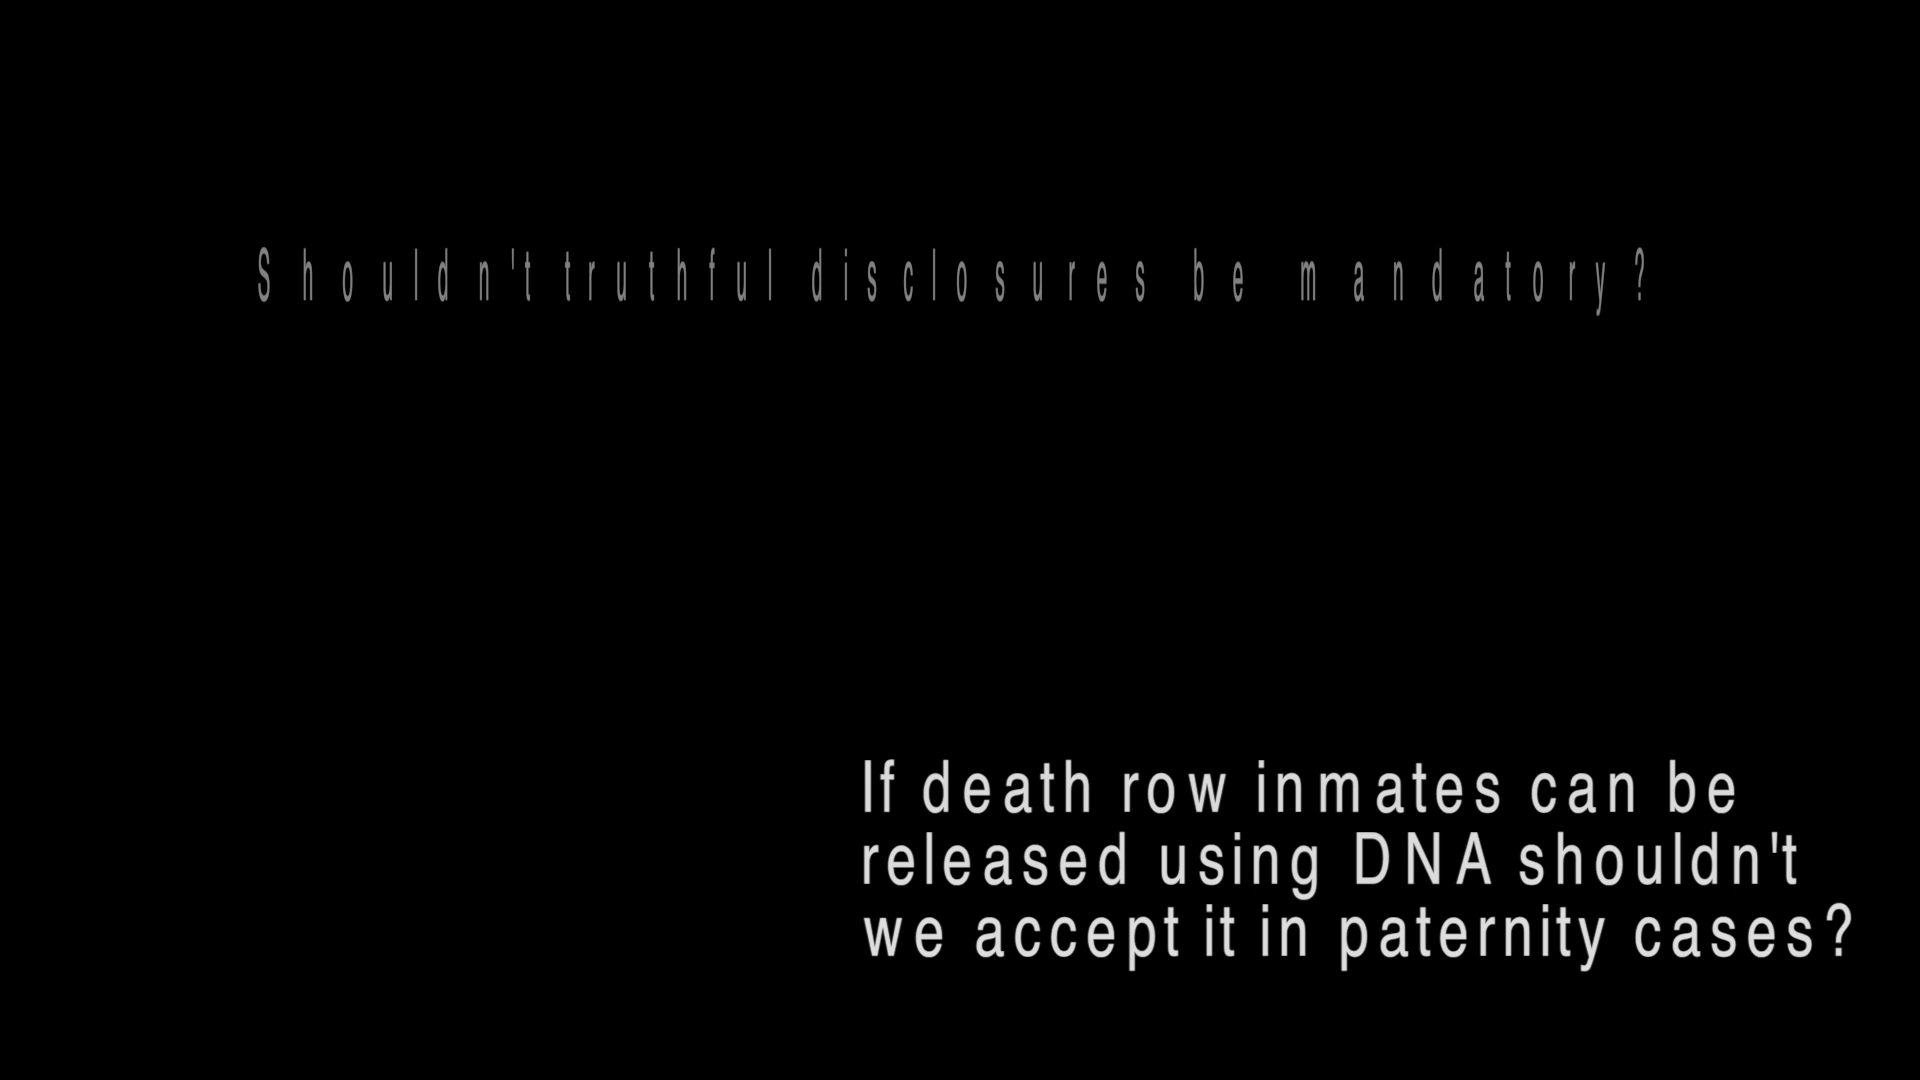 Shouldn't truthful disclosures be mandatory?
If death row inmates can be
released using DNA shouldn't
we accept it in paternity cases?